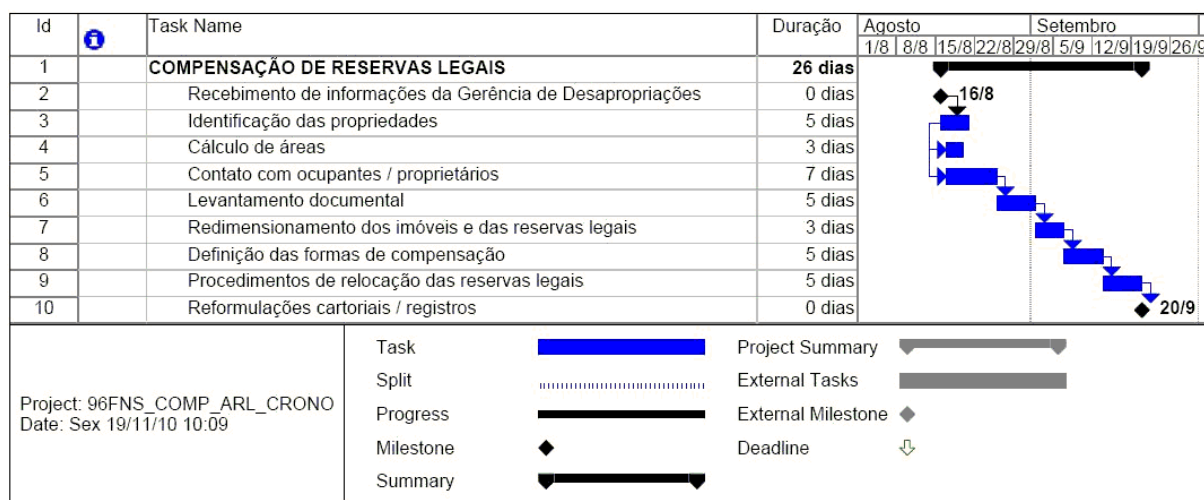 Id Task Name Duração Agosto Setembro
1/8 8/8 15/8 22/8 29/8 5/9 12/9 19/9 26/9
1 COMPENSAÇÃO DE RESERVAS LEGAIS 26 dias
2 Recebimento de informações da Gerência de Desapropriações 0 dias 16/8
3 Identificação das propriedades 5 dias
4 Cálculo de áreas 3 dias
5 Contato com ocupantes / proprietários 7 dias
6 Levantamento documental 5 dias
7 Redimensionamento dos imóveis e das reservas legais 3 dias
8 Definição das formas de compensação 5 dias
9 Procedimentos de relocação das reservas legais 5 dias
10 Reformulações cartoriais / registros 0 dias 20/9
Project: 96FNS_COMP_ARL_CRONO
Date: Sex 19/11/10 10:09
Task
Split
Progress
Milestone
Summary
Project Summary
External Tasks
External Milestone
Deadline